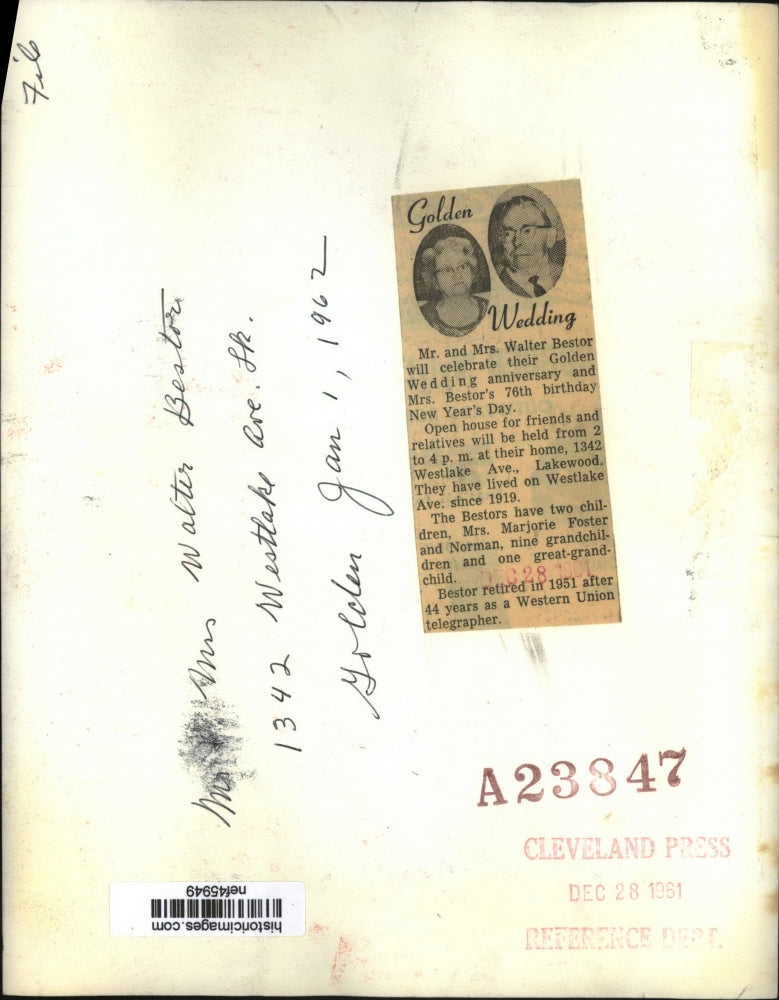 File
Mr + Mrs Walter Bestor
1342 Westlake Ave. Lk.
Golden Jan 1, 1962
Golden
Wedding
Mr. and Mrs. Walter Bestor
will celebrate their Golden
Wedding anniversary and
Mrs. Bestor's 76th birthday
New Year's Day.
Open house for friends and
relatives will be held from 2
to 4 p. m. at their home, 1342
Westlake Ave., Lakewood.
They have lived on Westlake
Ave. since 1919.
The Bestors have two chil-
dren, Mrs. Marjorie Foster
and Norman, nine grandchil-
dren and one great-grand-
child.
DEC 28 1961
Bestor retired in 1951 after
44 years as a Western Union
telegrapher.
A23847
CLEVELAND PRESS
DEC 28 1961
REFERENCE DEPT.
historicimages.com
nef45949